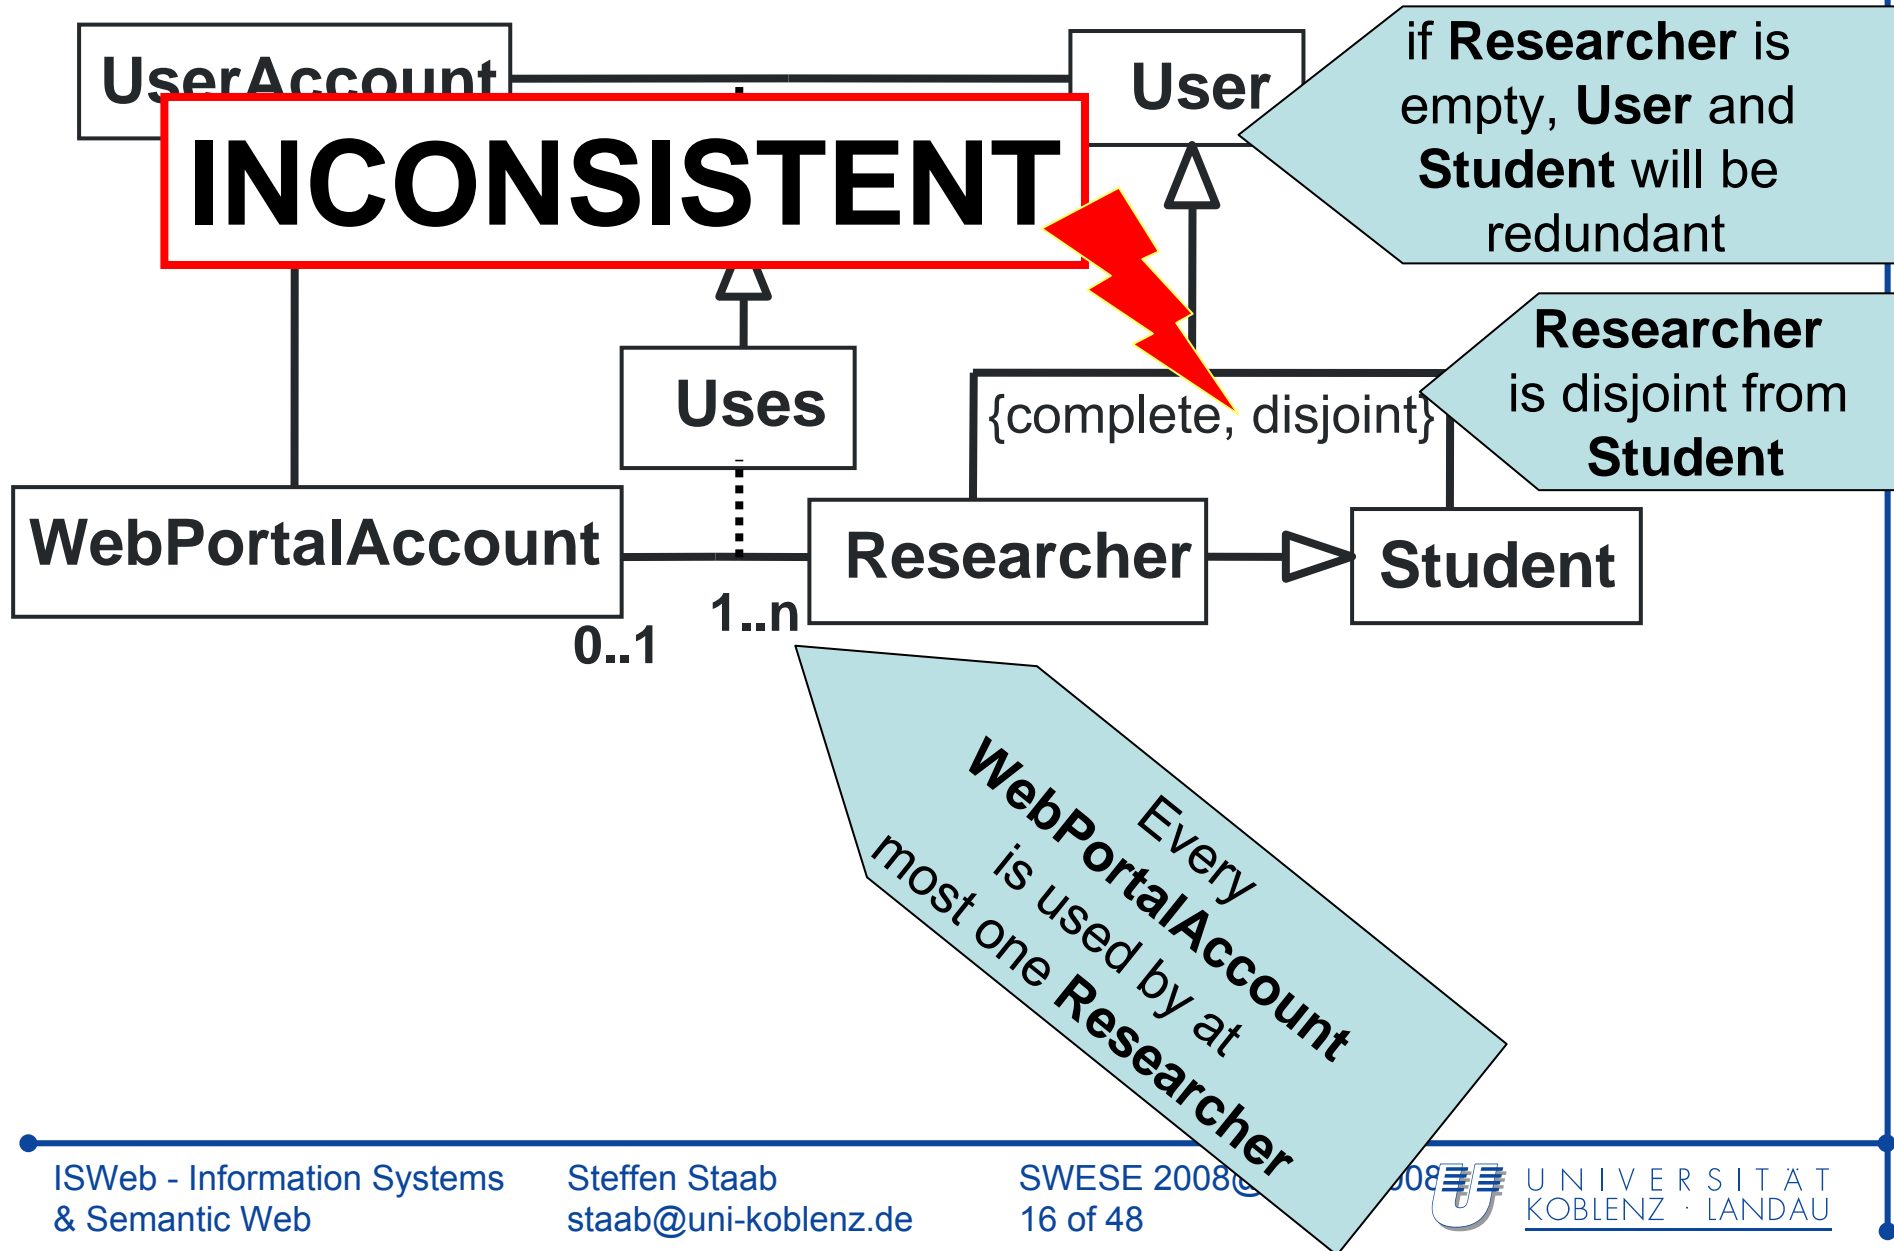 UserAccount
User
INCONSISTENT
if Researcher is
empty, User and
Student will be
redundant
Researcher
is disjoint from
Student
Uses
{complete, disjoint}
WebPortalAccount
Researcher
Student
0..1
1..n
Every
WebPortalAccount
is used by at
most one Researcher
ISWeb - Information Systems
& Semantic Web
Steffen Staab
staab@uni-koblenz.de
SWESE 2008@
16 of 48
UNIVERSITÄT
KOBLENZ · LANDAU